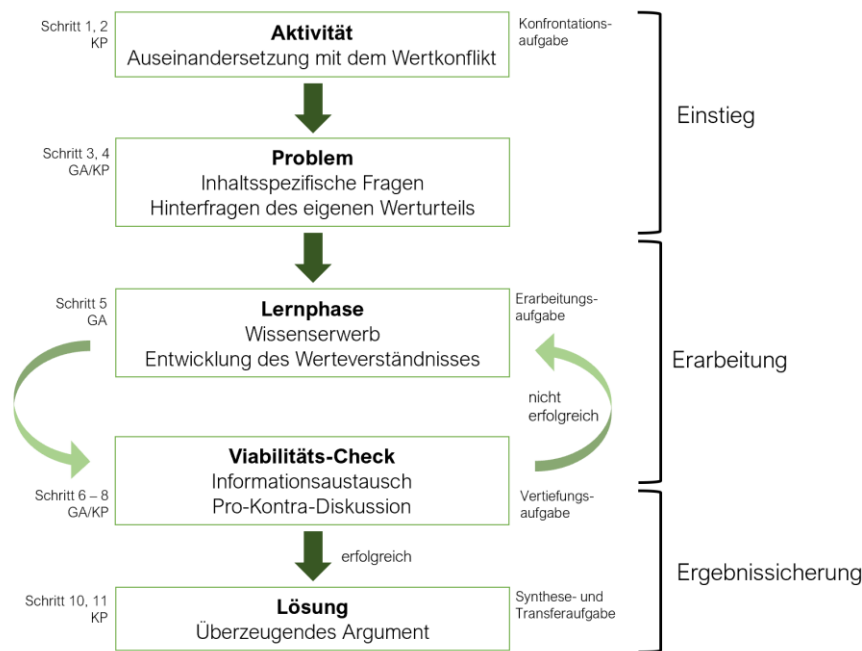 Schritt 1, 2
KP
Aktivität
Auseinandersetzung mit dem Wertkonflikt
Konfrontations-
aufgabe
Einstieg
Schritt 3, 4
GA/KP
Problem
Inhaltsspezifische Fragen
Hinterfragen des eigenen Werturteils
Schritt 5
GA
Lernphase
Wissenserwerb
Entwicklung des Werteverständnisses
Erarbeitungs-
aufgabe
Erarbeitung
nicht
erfolgreich
Viabilitäts-Check
Informationsaustausch
Pro-Kontra-Diskussion
Schritt 6 – 8
GA/KP
Vertiefungs-
aufgabe
erfolgreich
Ergebnissicherung
Schritt 10, 11
KP
Lösung
Überzeugendes Argument
Synthese- und
Transferaufgabe